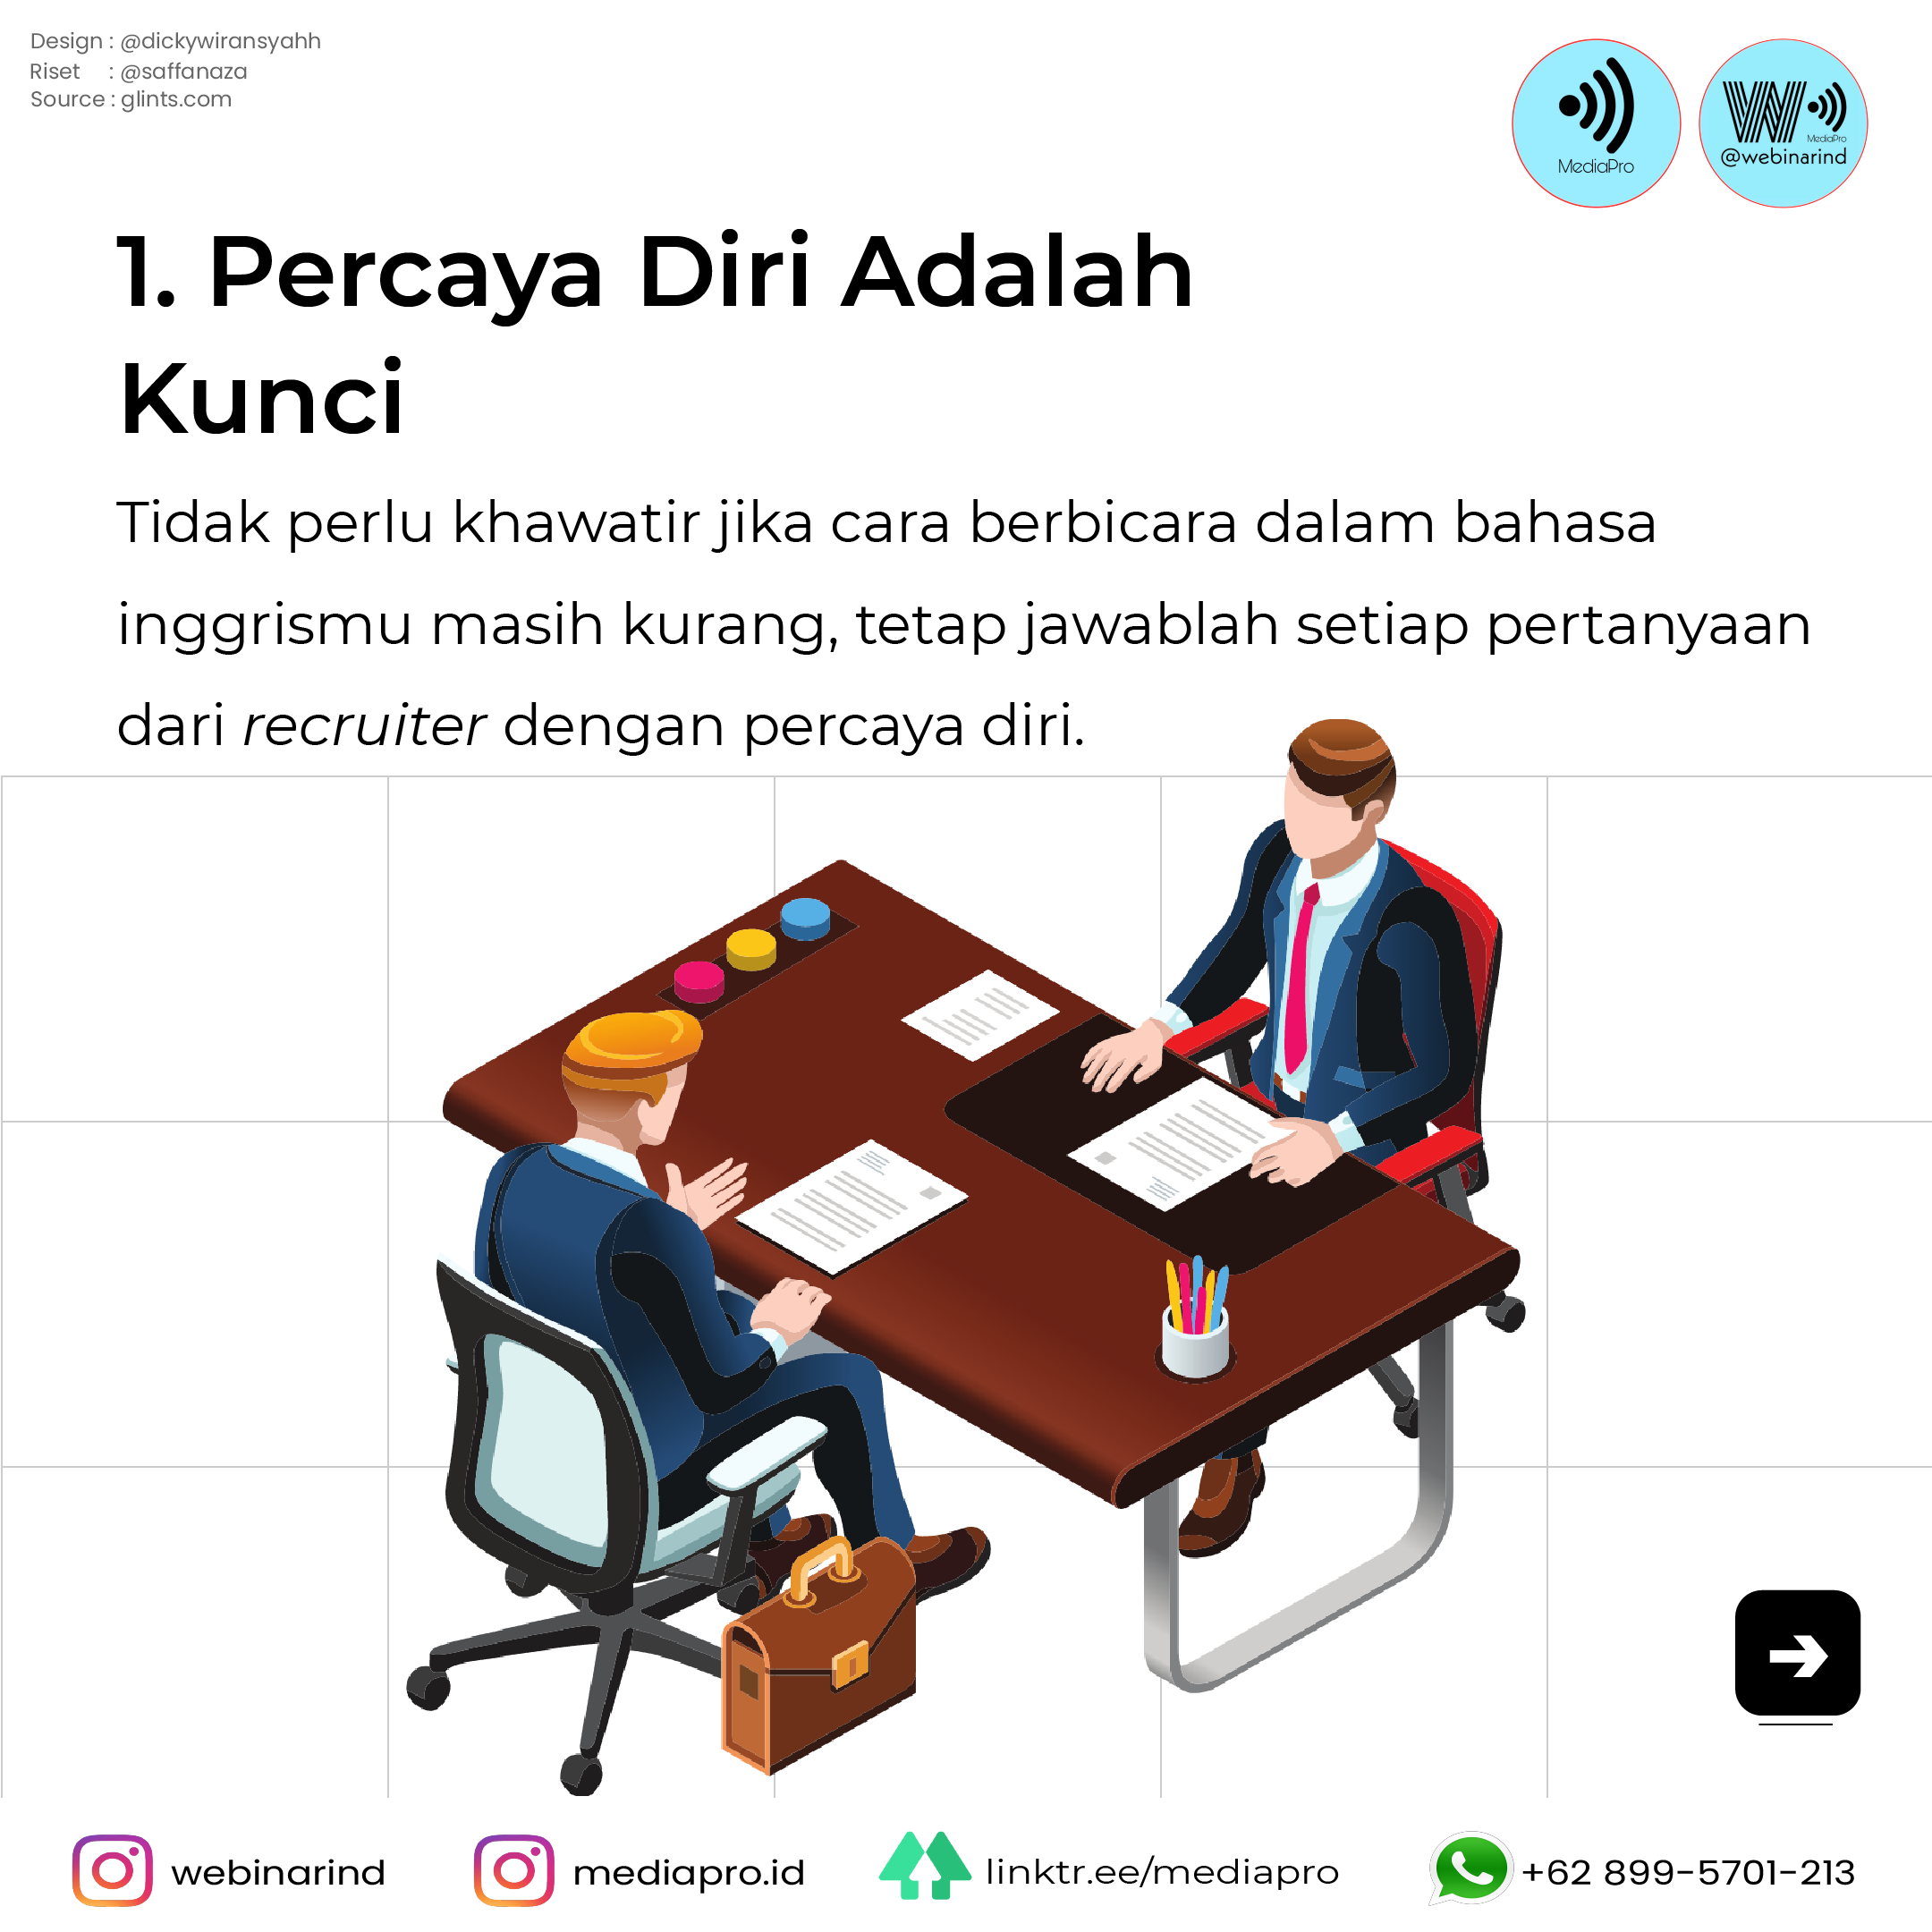 Design : @dickywiransyahh
Riset : @saffanaza
Source : glints.com
MediaPro
W MediaPro
@webinarind
1. Percaya Diri Adalah
Kunci
Tidak perlu khawatir jika cara berbicara dalam bahasa
inggrismu masih kurang, tetap jawablah setiap pertanyaan
dari recruiter dengan percaya diri.
webinarind
mediapro.id
linktr.ee/mediapro
+62 899-5701-213